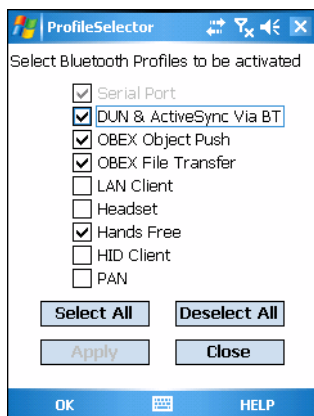 ProfileSelector
Select Bluetooth Profiles to be activated
Serial Port
DUN & ActiveSync Via BT
OBEX Object Push
OBEX File Transfer
LAN Client
Headset
Hands Free
HID Client
PAN
Select All Deselect All
Apply Close
OK HELP